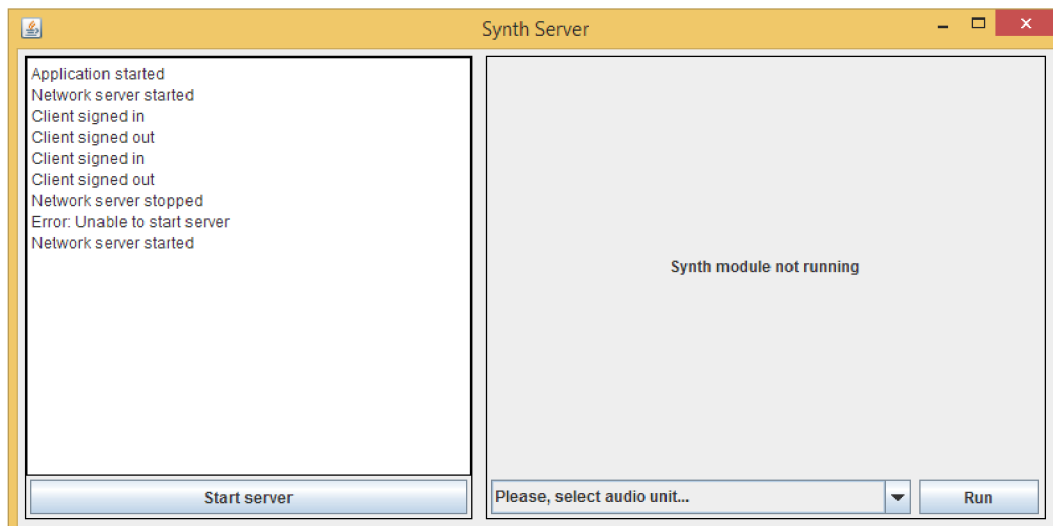 Synth Server
Application started
Network server started
Client signed in
Client signed out
Client signed in
Client signed out
Network server stopped
Error: Unable to start server
Network server started
Synth module not running
Start server
Please, select audio unit...
Run